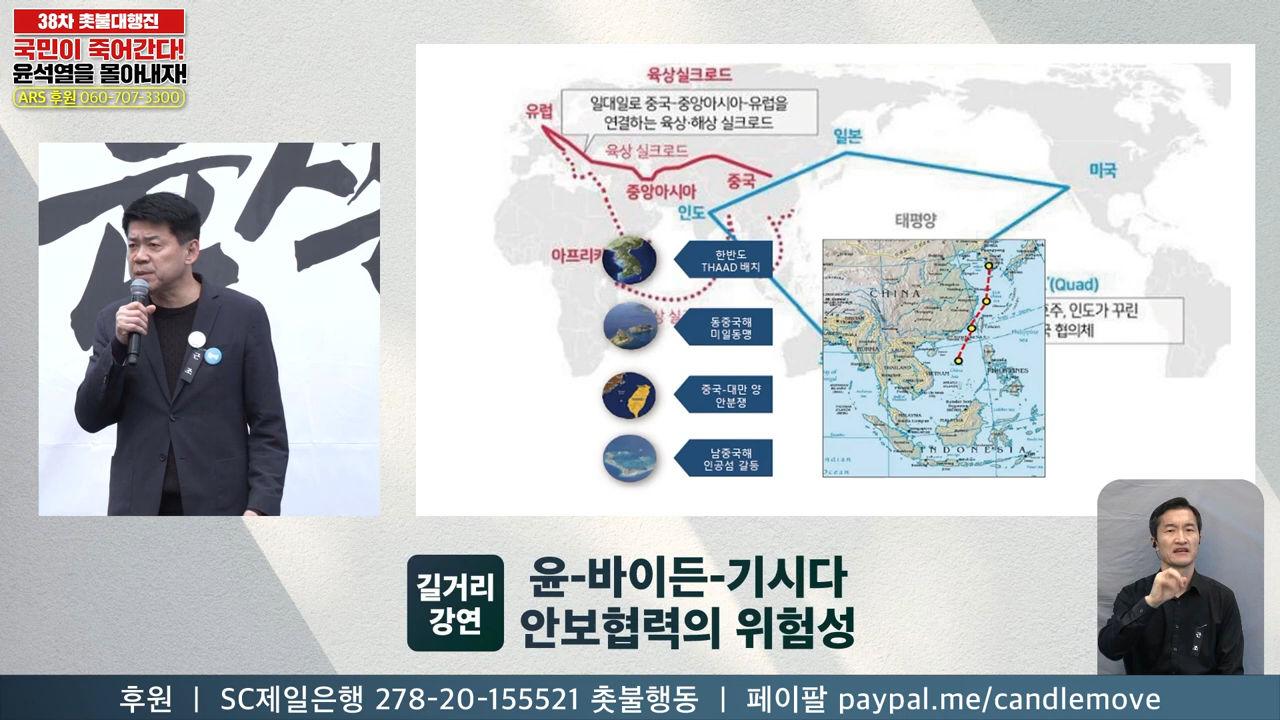 38차 촛불대행진
국민이 죽어간다!
윤석열을 몰아내자!
ARS 후원 060-707-3300
육상실크로드
일대일로 중국-중앙아시아-유럽을
연결하는 육상·해상 실크로드
유럽
육상 실크로드
중앙아시아
중국
인도
일본
미국
태평양
아프리카
한반도
THAAD 배치
동중국해
미일동맹
중국-대만 양
안분쟁
남중국해
인공섬 갈등
(Quad)
호주, 인도가 꾸린
협의체
CHINA
BURMA
THAILAND
VIETNAM
PHILIPPINES
MALAYSIA
INDONESIA
근
조
길거리
강연
윤-바이든-기시다
안보협력의 위험성
근
조
후원 | SC제일은행 278-20-155521 촛불행동 | 페이팔 paypal.me/candlemove